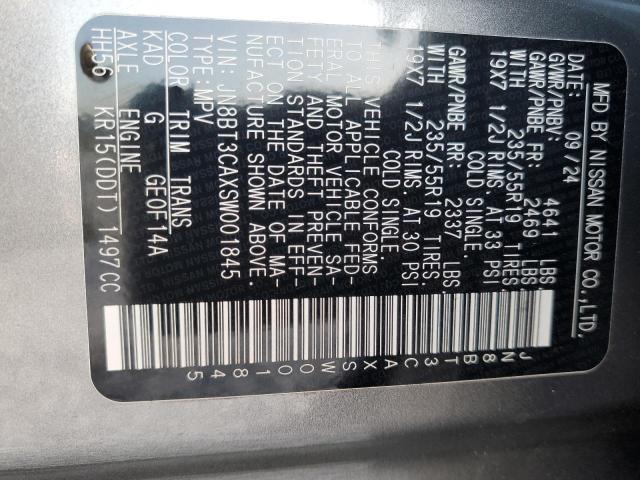 MFD BY NISSAN MOTOR CO.,LTD.
DATE: 09/24
GVWR/PNBV: 4641 LBS.
GAWR/PNBE FR: 2469 LBS.
WITH 235/55R19 TIRES.
19X7 1/2J RIMS AT 33 PSI
COLD SINGLE.
GAWR/PNBE RR: 2337 LBS.
WITH 235/55R19 TIRES.
19X7 1/2J RIMS AT 30 PSI
COLD SINGLE.
THIS VEHICLE CONFORMS
TO ALL APPLICABLE FED-
ERAL MOTOR VEHICLE SA-
FETY AND THEFT PREVEN-
TION STANDARDS IN EFF-
ECT ON THE DATE OF MA-
NUFACTURE SHOWN ABOVE.
VIN: JN8BT3CAXSW001845
TYPE:MPV
COLOR TRIM TRANS
KAD G GE0F14A
AXLE ENGINE
HH56 KR15(DDT) 1497CC
JN8BT3CAXSW001845